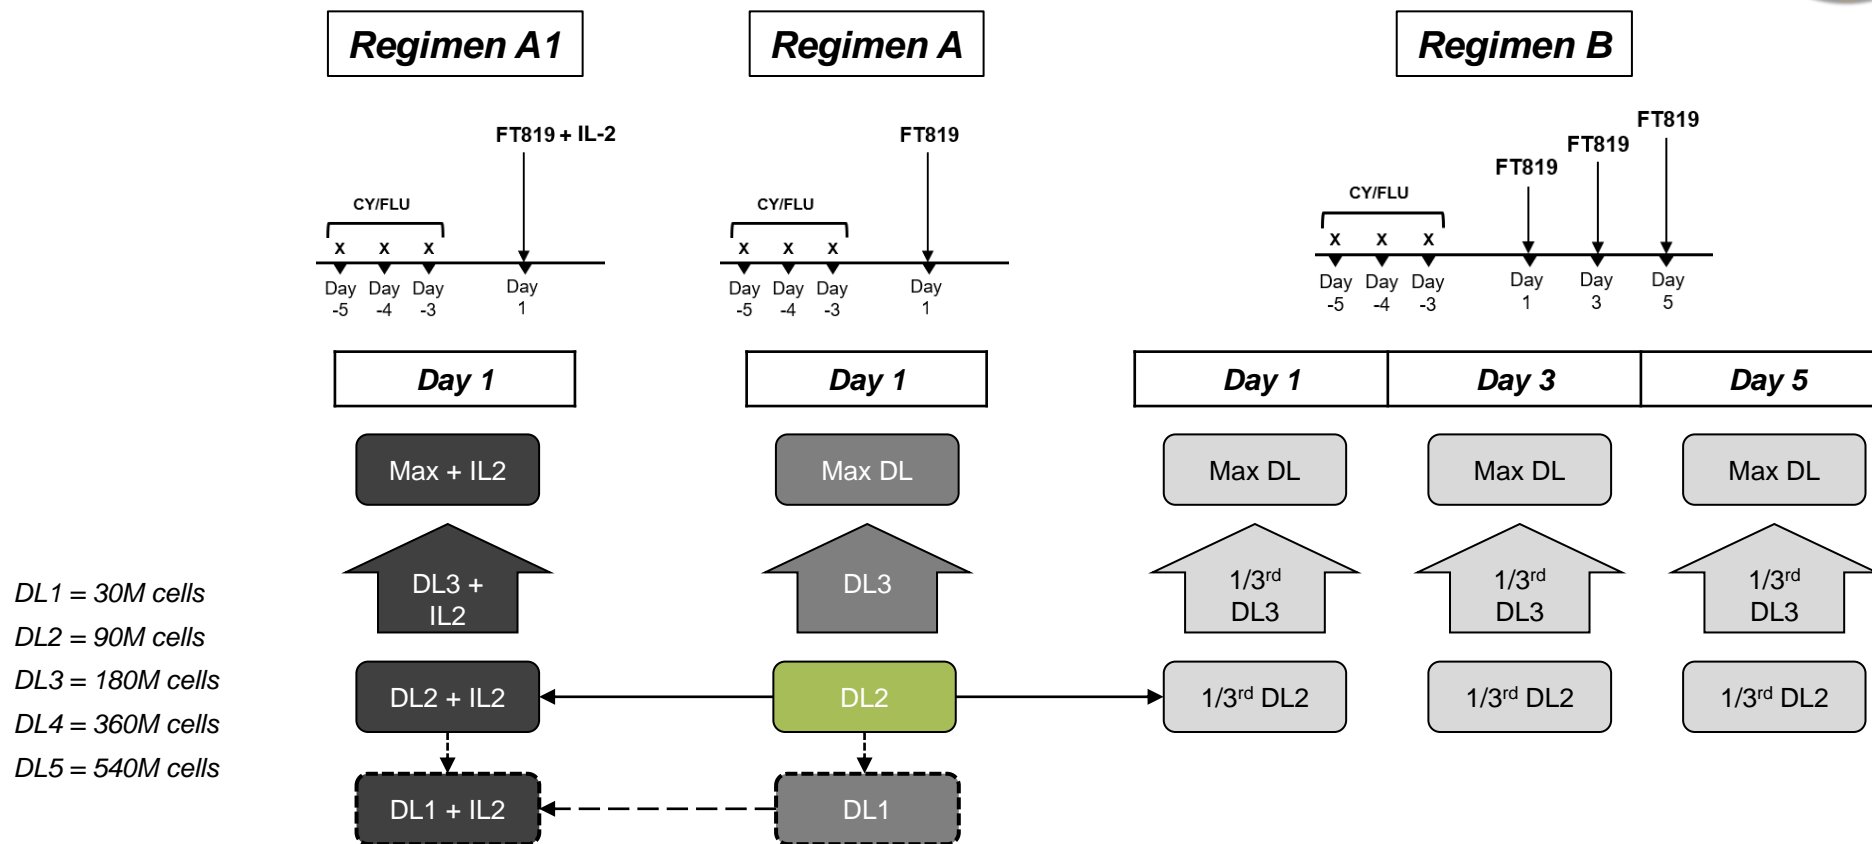 Regimen A1
Regimen A
Regimen B
FT819 + IL-2
CY/FLU
x x x
Day -5
Day -4
Day -3
Day 1
FT819
CY/FLU
x x x
Day -5
Day -4
Day -3
Day 1
FT819
FT819
FT819
CY/FLU
x x x
Day -5
Day -4
Day -3
Day 1
Day 3
Day 5
Day 1
Day 1
Day 1
Day 3
Day 5
Max + IL2
Max DL
Max DL
Max DL
Max DL
DL3 +
IL2
DL3
1/3rd
DL3
1/3rd
DL3
1/3rd
DL3
DL2 + IL2
DL2
1/3rd DL2
1/3rd DL2
1/3rd DL2
DL1 + IL2
DL1
DL1 = 30M cells
DL2 = 90M cells
DL3 = 180M cells
DL4 = 360M cells
DL5 = 540M cells